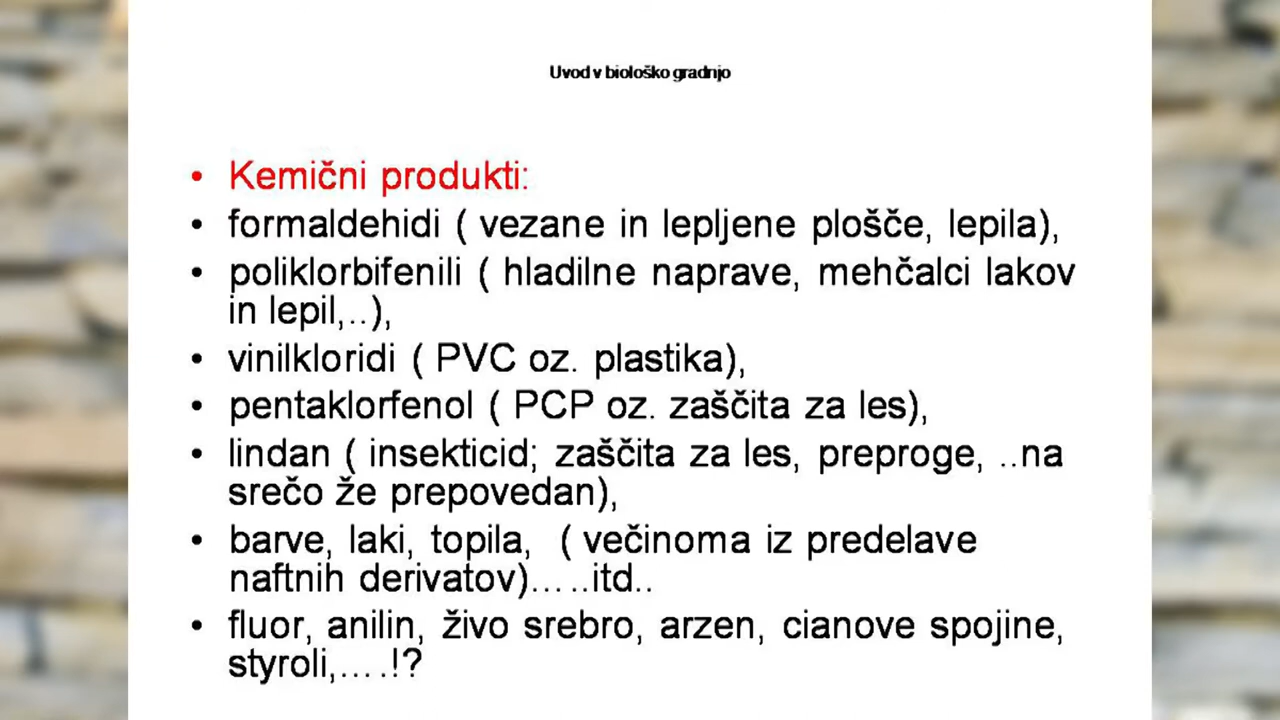 Uvod v biološko gradnjo
• Kemični produkti:
• formaldehidi ( vezane in lepljene plošče, lepila),
• poliklorbifenili ( hladilne naprave, mehčalci lakov
in lepil,..),
• vinilkloridi ( PVC oz. plastika),
• pentaklorfenol ( PCP oz. zaščita za les),
• lindan ( insekticid; zaščita za les, preproge, ..na
srečo že prepovedan),
• barve, laki, topila,  ( večinoma iz predelave
naftnih derivatov)…..itd..
• fluor, anilin, živo srebro, arzen, cianove spojine,
styroli,….!?